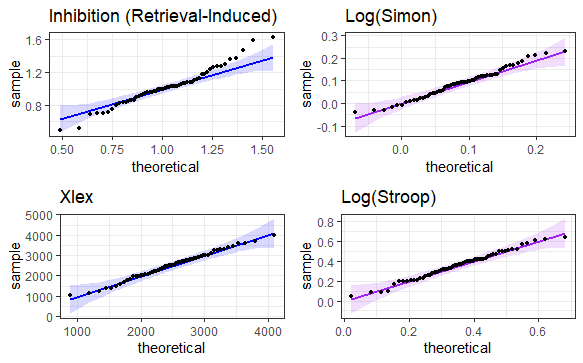 Inhibition (Retrieval-Induced)
1.6
1.2
0.8
sample
0.50
0.75
1.00
1.25
1.50
theoretical
Log(Simon)
0.3
0.2
0.1
0.0
-0.1
sample
0.0
0.1
0.2
theoretical
Xlex
5000
4000
3000
2000
1000
0
sample
1000
2000
3000
4000
theoretical
Log(Stroop)
0.8
0.6
0.4
0.2
0.0
sample
0.0
0.2
0.4
0.6
theoretical